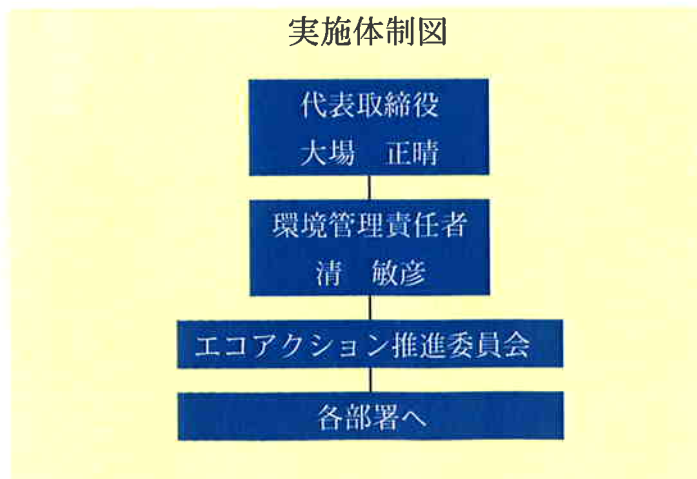 実施体制図
代表取締役
大場　正晴
環境管理責任者
清　敏彦
エコアクション推進委員会
各部署へ